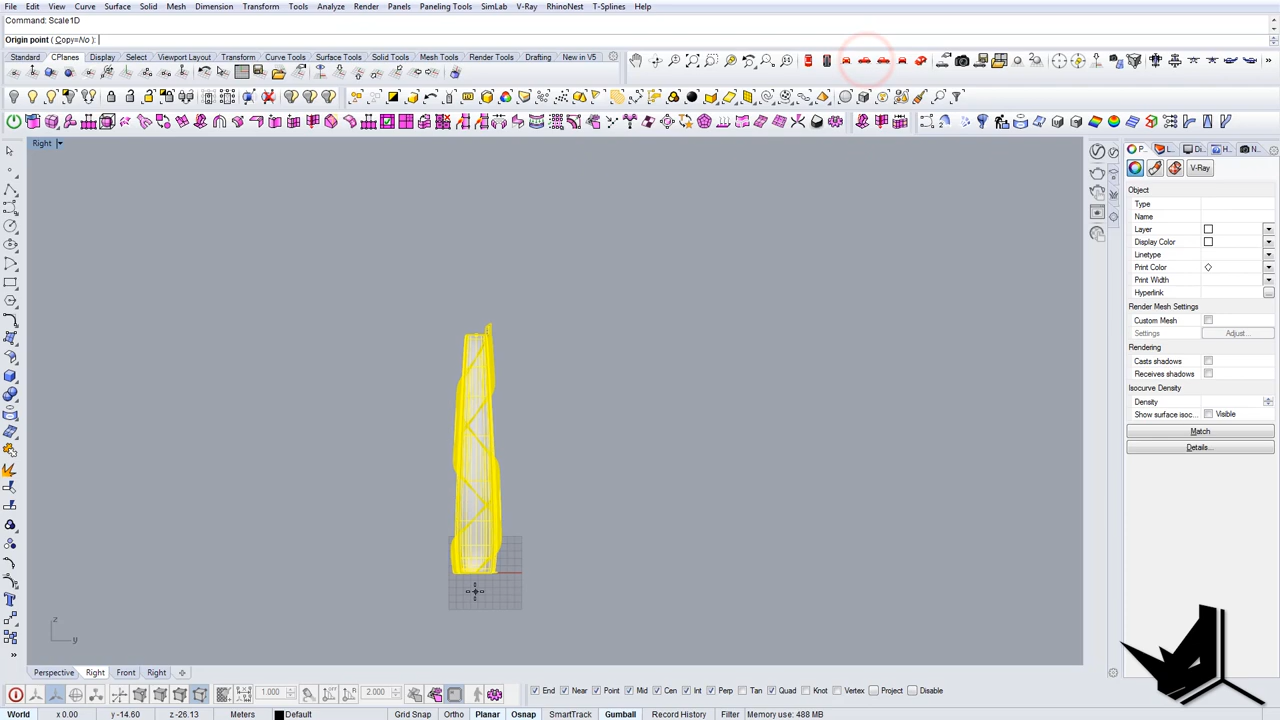 File Edit View Curve Surface Solid Mesh Dimension Transform Tools Analyze Render Panels Paneling Tools SimLab V-Ray RhinoNest T-Splines Help
Command: Scale1D
Origin point ( Copy=No ):
Standard CPlanes Display Select Viewport Layout Transform Curve Tools Surface Tools Solid Tools Mesh Tools Render Tools Drafting New in V5
Right
P... L... Di... H... N...
V-Ray
Object
Type
Name
Layer
Display Color
Linetype
Print Color
Print Width
Hyperlink
Render Mesh Settings
Custom Mesh
Settings Adjust...
Rendering
Casts shadows
Receives shadows
Isocurve Density
Density
Show surface isoc... Visible
Match
Details...
z
y
Perspective Right Front Right
1.000 2.000 End Near Point Mid Cen Int Perp Tan Quad Knot Vertex Project Disable
World x 0.00 y -14.60 z -26.13 Meters Default Grid Snap Ortho Planar Osnap SmartTrack Gumball Record History Filter Memory use: 488 MB